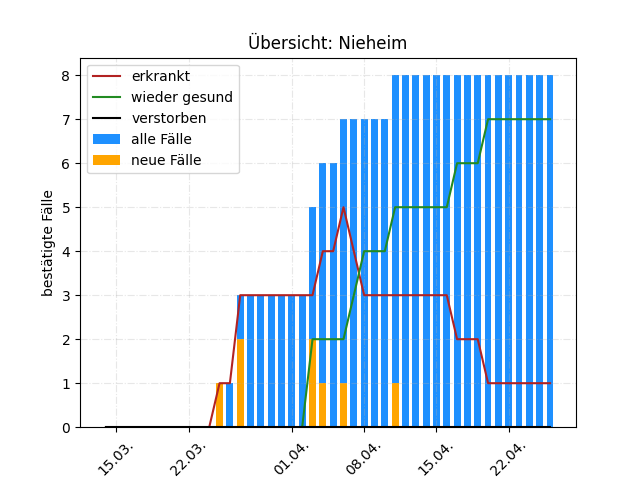 Übersicht: Nieheim
erkrankt
wieder gesund
verstorben
alle Fälle
neue Fälle
bestätigte Fälle
8
7
6
5
4
3
2
1
0
15.03.
22.03.
01.04.
08.04.
15.04.
22.04.